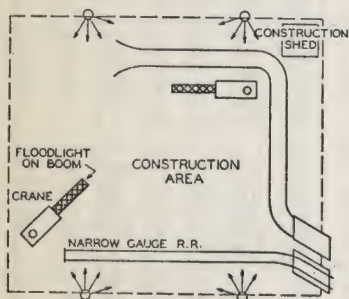 CONSTRUCTION
SHED
FLOODLIGHT
ON BOOM
CRANE
CONSTRUCTION
AREA
NARROW GAUGE R.R.